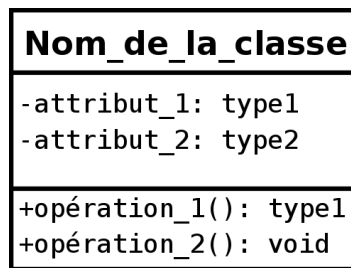 Nom_de_la_classe
-attribut_1: type1
-attribut_2: type2
+opération_1(): type1
+opération_2(): void